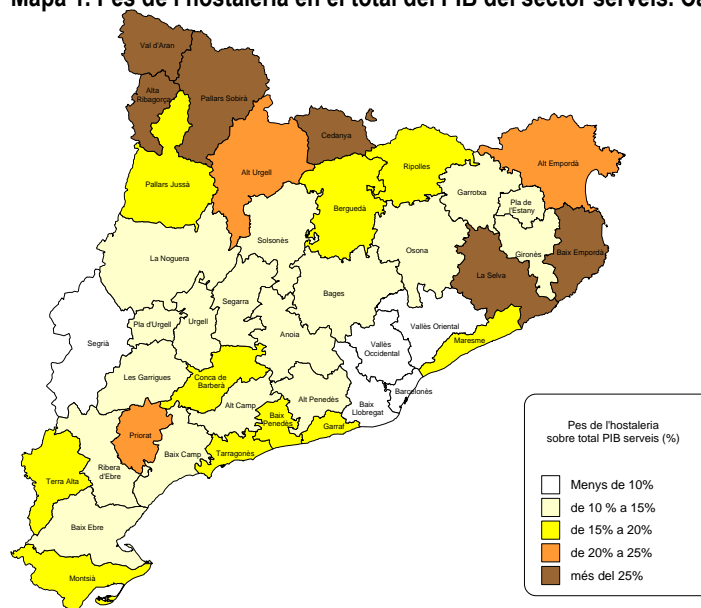 Mapa 1. Pes de l'hostaleria en el total del PIB del sector serveis. Ca
Val d'Aran
Alta
Ribagorça
Pallars Sobirà
Cedanya
Alt Urgell
Ripolles
Alt Empordà
Pallars Jussà
Berguedà
Garrotxa
Pla de
l'Estany
Solsonès
Osona
Gironès
Baix Empordà
La Noguera
La Selva
Bages
Segarra
Urgell
Pla d'Urgell
Segrià
Anoia
Vallès Oriental
Vallès
Occidental
Maresme
Les Garrigues
Conca de
Barberà
Alt Penedès
Barcelonès
Baix
Llobregat
Alt Camp
Baix
Penedès
Garraf
Priorat
Baix Camp
Tarragonès
Ribera
d'Ebre
Terra Alta
Baix Ebre
Montsià
Pes de l'hostaleria
sobre total PIB serveis (%)
Menys de 10%
de 10 % a 15%
de 15% a 20%
de 20% a 25%
més del 25%